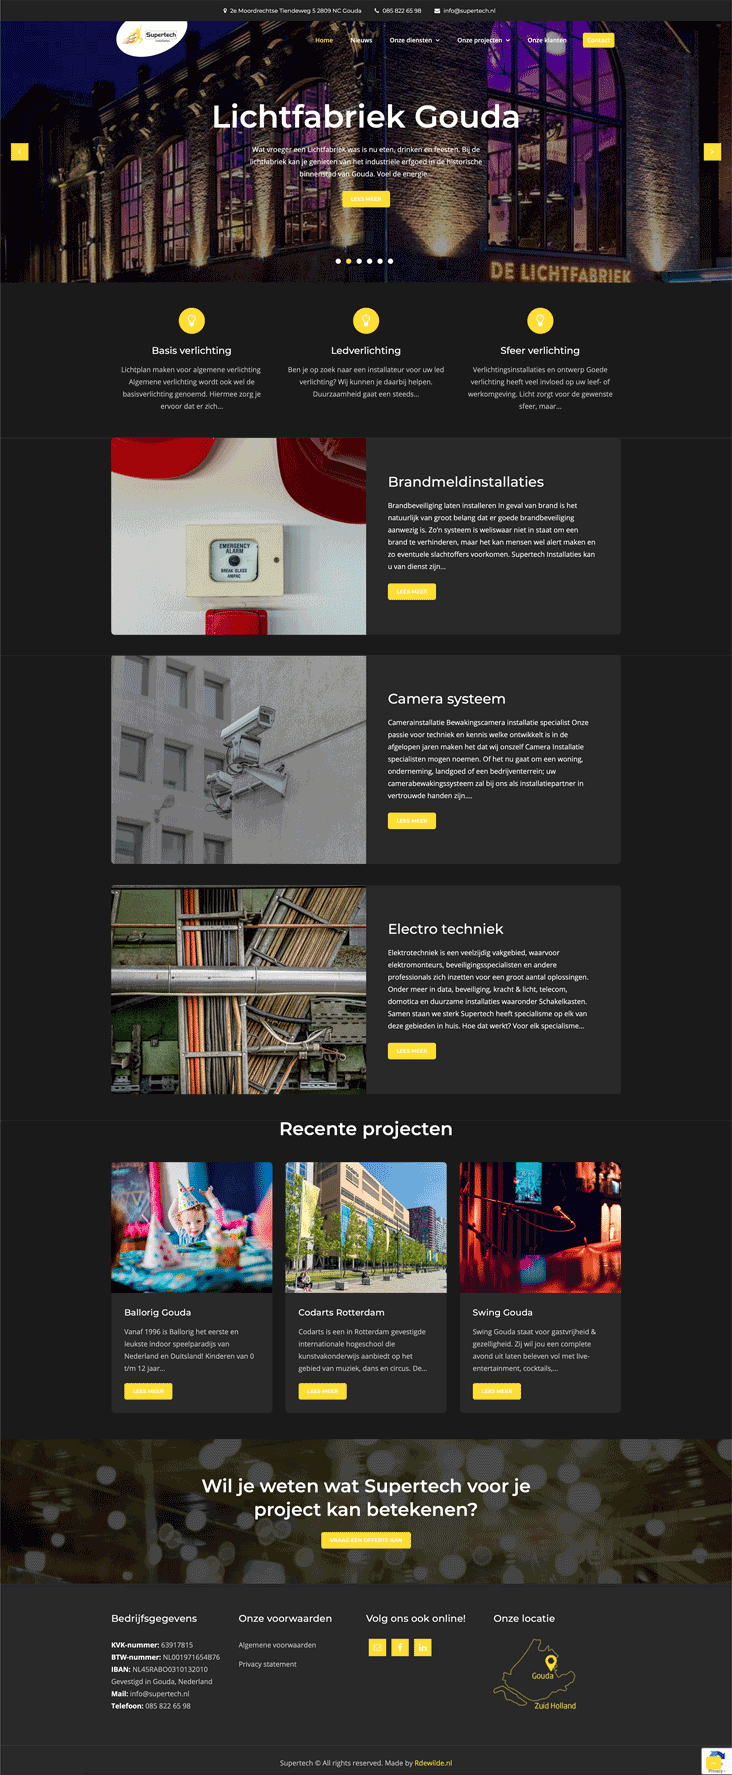 2e Moordrechtse Tiendeweg 5 2809 NC Gouda 085 822 65 98 info@supertech.nl
Supertech
Home Nieuws Onze diensten Onze projecten Onze klanten Contact
Lichtfabriek Gouda
Wat vroeger een Lichtfabriek was is nu eten, drinken en feesten. Bij de
lichtfabriek kan je genieten van het industriële erfgoed in de historische
binnenstad van Gouda. Voel de energie...
LEES MEER
DE LICHTFABRIEK
Basis verlichting
Lichtplan maken voor algemene verlichting
Algemene verlichting wordt ook wel de
basisverlichting genoemd. Hiermee zorg je
ervoor dat er zich...
Ledverlichting
Ben je op zoek naar een installateur voor uw led
verlichting? Wij kunnen je daarbij helpen.
Duurzaamheid gaat een steeds...
Sfeer verlichting
Verlichtingsinstallaties en ontwerp Goede
verlichting heeft veel invloed op uw leef- of
werkomgeving. Licht zorgt voor de gewenste
sfeer, maar...
EMERGENCY
ALARM
BREAK GLASS
AMPAC
Brandmeldinstallaties
Brandbeveiliging laten installeren In geval van brand is het
natuurlijk van groot belang dat er goede brandbeveiliging
aanwezig is. Zo'n systeem is weliswaar niet in staat om een
brand te verhinderen, maar het kan mensen wel alert maken en
zo eventuele slachtoffers voorkomen. Supertech Installaties kan
u van dienst zijn...
LEES MEER
Camera systeem
Camerainstallatie Bewakingscamera installatie specialist Onze
passie voor techniek en kennis welke ontwikkelt is in de
afgelopen jaren maken het dat wij onszelf Camera Installatie
specialisten mogen noemen. Of het nu gaat om een woning,
onderneming, landgoed of een bedrijventerrein; uw
camerabewakingssysteem zal bij ons als installatiepartner in
vertrouwde handen zijn....
LEES MEER
Electro techniek
Elektrotechniek is een veelzijdig vakgebied, waarvoor
elektromonteurs, beveiligingsspecialisten en andere
professionals zich inzetten voor een groot aantal oplossingen.
Onder meer in data, beveiliging, kracht & licht, telecom,
domotica en duurzame installaties waaronder Schakelkasten.
Samen staan we sterk Supertech heeft specialisme op elk van
deze gebieden in huis. Hoe dat werkt? Voor elk specialisme...
LEES MEER
Recente projecten
Ballorig Gouda
Vanaf 1996 is Ballorig het eerste en
leukste indoor speelparadijs van
Nederland en Duitsland! Kinderen van 0
t/m 12 jaar...
LEES MEER
Codarts Rotterdam
Codarts is een in Rotterdam gevestigde
internationale hogeschool die
kunstvakonderwijs aanbiedt op het
gebied van muziek, dans en circus. De...
LEES MEER
Swing Gouda
Swing Gouda staat voor gastvrijheid &
gezelligheid. Zij wil jou een complete
avond uit laten beleven vol met live-
entertainment, cocktails,...
LEES MEER
Wil je weten wat Supertech voor je
project kan betekenen?
VRAAG EEN OFFERTE AAN
Bedrijfsgegevens
KVK-nummer: 63917815
BTW-nummer: NL001971654B76
IBAN: NL45RABO0310132010
Gevestigd in Gouda, Nederland
Mail: info@supertech.nl
Telefoon: 085 822 65 98
Onze voorwaarden
Algemene voorwaarden
Privacy statement
Volg ons ook online!
Onze locatie
Gouda
Zuid Holland
Supertech © All rights reserved. Made by Rdewilde.nl
Privacy